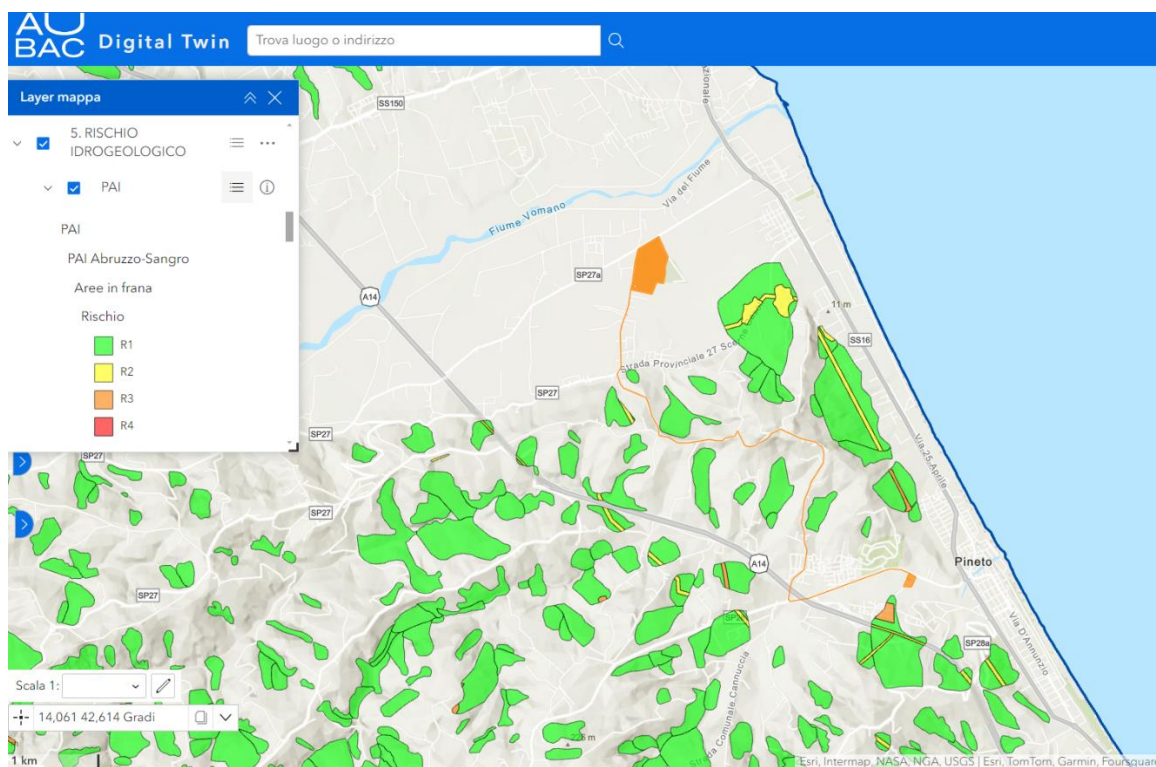 AU
BAC Digital Twin
Trova luogo o indirizzo
Layer mappa
5. RISCHIO
IDROGEOLOGICO
PAI
PAI
PAI Abruzzo-Sangro
Aree in frana
Rischio
R1
R2
R3
R4
Scala 1:
14,061 42,614 Gradi
1 km
SS150
Via del Fiume
Fiume Vomano
SP27a
A14
11 m
SS16
Strada Provinciale 27
SP27
SP27
SP27
SP27
SP27
Via 25 Aprile
A14
Pineto
SP28a
Via D'Annunzio
Strada Comunale Cannuccia
Esri, Intermap, NASA, NGA, USGS | Esri, TomTom, Garmin, Foursquare